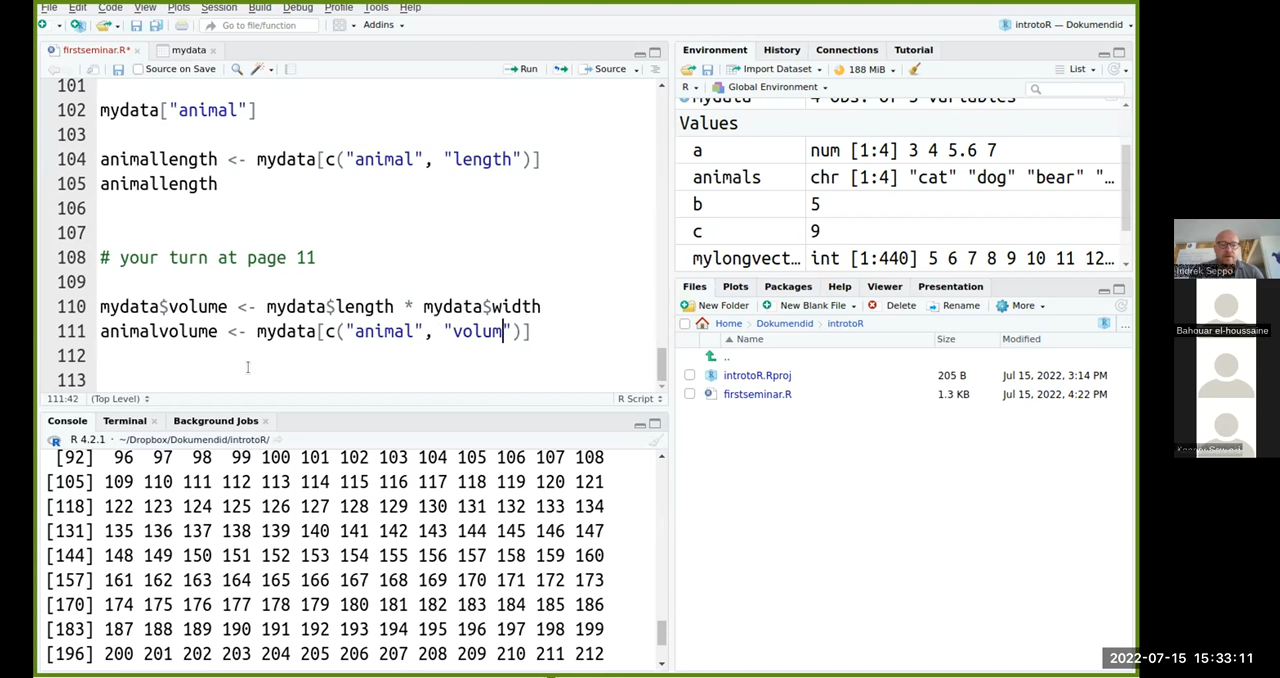 File Edit Code View Plots Session Build Debug Profile Tools Help
Go to file/function Addins introtoR — Dokumendid
firstseminar.R* mydata
Source on Save Run Source
101
102 mydata["animal"]
103
104 animallength <- mydata[c("animal", "length")]
105 animallength
106
107
108 # your turn at page 11
109
110 mydata$volume <- mydata$length * mydata$width
111 animalvolume <- mydata[c("animal", "volum")]
112
113
111:42 (Top Level) R Script
Console Terminal Background Jobs
R 4.2.1 · ~/Dropbox/Dokumendid/introtoR/
[92] 96 97 98 99 100 101 102 103 104 105 106 107 108
[105] 109 110 111 112 113 114 115 116 117 118 119 120 121
[118] 122 123 124 125 126 127 128 129 130 131 132 133 134
[131] 135 136 137 138 139 140 141 142 143 144 145 146 147
[144] 148 149 150 151 152 153 154 155 156 157 158 159 160
[157] 161 162 163 164 165 166 167 168 169 170 171 172 173
[170] 174 175 176 177 178 179 180 181 182 183 184 185 186
[183] 187 188 189 190 191 192 193 194 195 196 197 198 199
[196] 200 201 202 203 204 205 206 207 208 209 210 211 212
Environment History Connections Tutorial
Import Dataset 188 MiB List
R Global Environment
mydata 4 obs. of 5 variables
Values
a num [1:4] 3 4 5.6 7
animals chr [1:4] "cat" "dog" "bear" "…
b 5
c 9
mylongvect… int [1:440] 5 6 7 8 9 10 11 12…
Files Plots Packages Help Viewer Presentation
New Folder New Blank File Delete Rename More
Home Dokumendid introtoR
Name Size Modified
..
introtoR.Rproj 205 B Jul 15, 2022, 3:14 PM
firstseminar.R 1.3 KB Jul 15, 2022, 4:22 PM
Indrek Seppo
Bahouar el-houssaine
2022-07-15 15:33:11